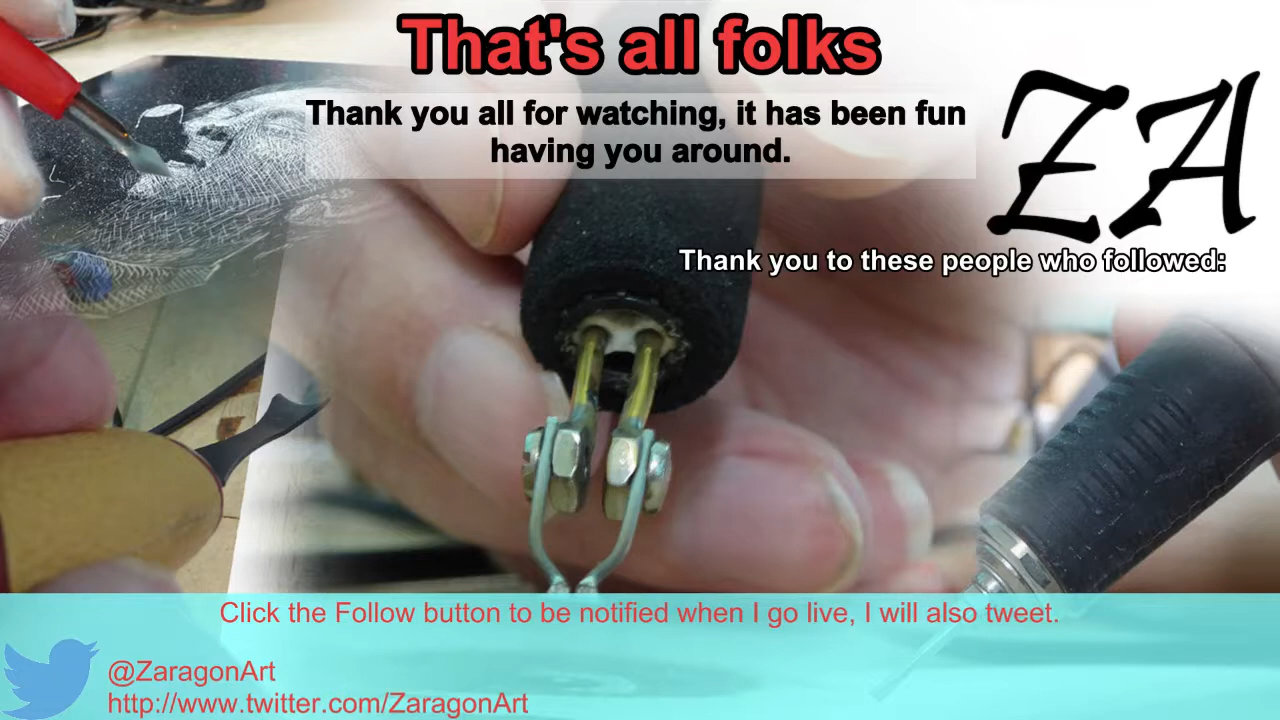 That's all folks
Thank you all for watching, it has been fun
having you around.
ZA
Thank you to these people who followed:
Click the Follow button to be notified when I go live, I will also tweet.
@ZaragonArt
http://www.twitter.com/ZaragonArt